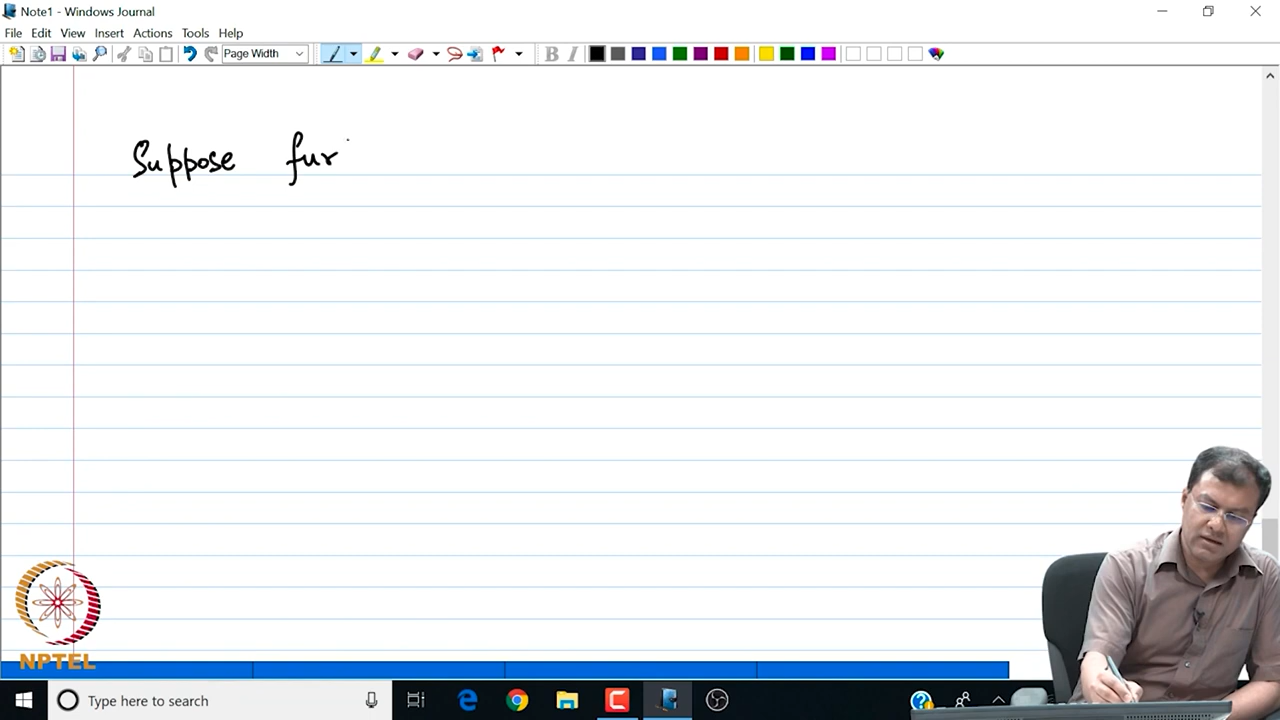 Note1 - Windows Journal
File Edit View Insert Actions Tools Help
Page Width
B I
Suppose fur
NPTEL
Type here to search